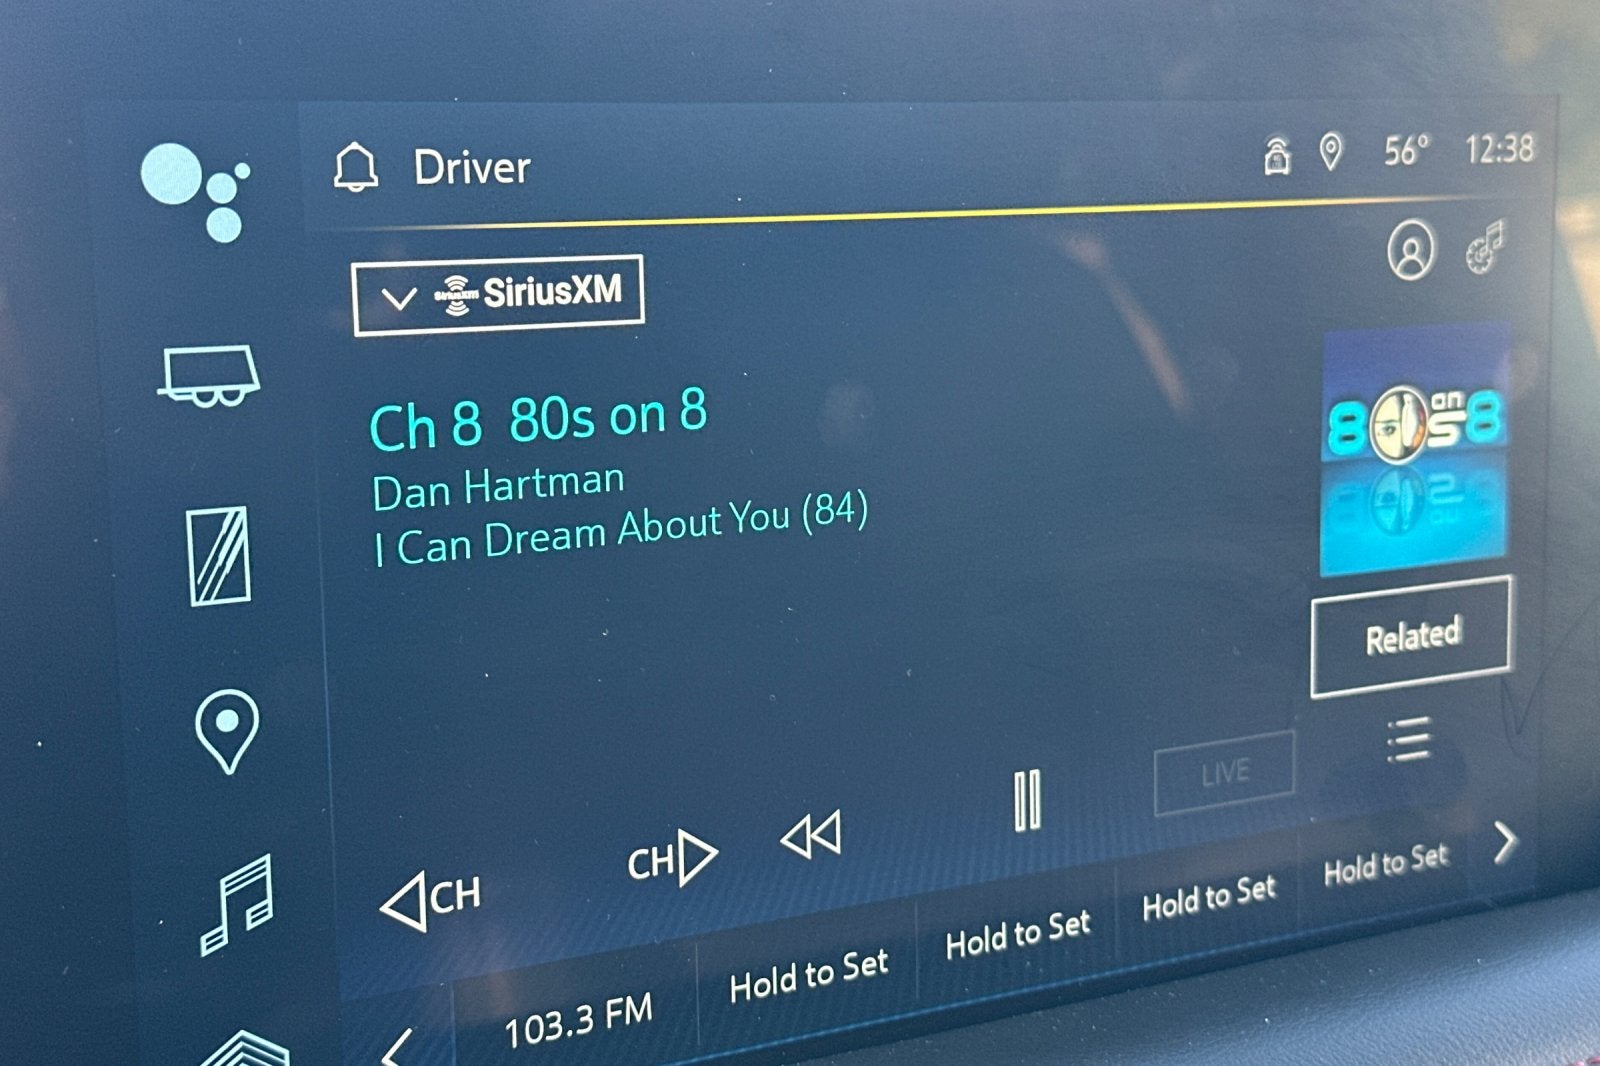 Driver
56° 12:38
SiriusXM SiriusXM
Ch 8 80s on 8
Dan Hartman
I Can Dream About You (84)
80s on 8
Related
LIVE
CH
CH
103.3 FM
Hold to Set
Hold to Set
Hold to Set
Hold to Set